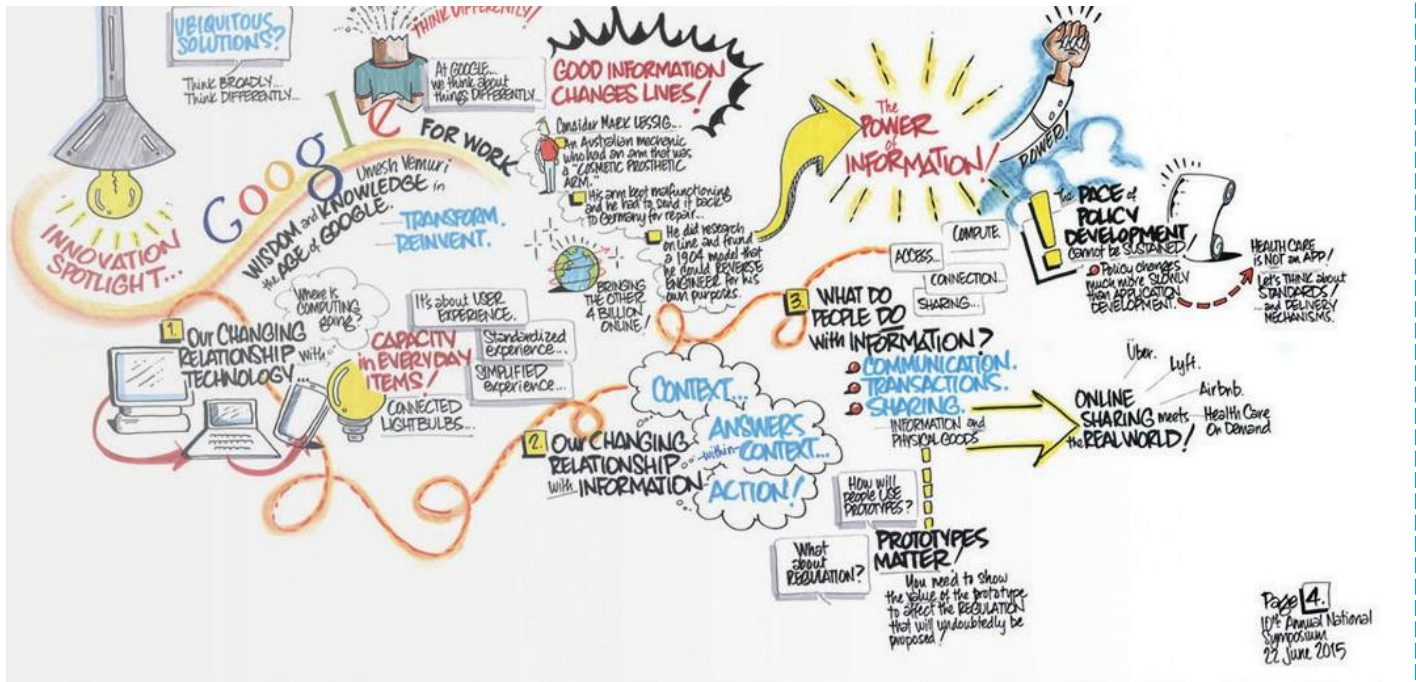 UBIQUITOUS
SOLUTIONS?
Think BROADLY...
Think DIFFERENTLY...
THINK DIFFERENTLY!!
At GOOGLE...
we think about
things DIFFERENTLY...
GOOD INFORMATION
CHANGES LIVES!
INNOVATION
SPOTLIGHT...
Google FOR WORK
Umesh Vemuri
WISDOM and KNOWLEDGE in
the AGE of GOOGLE.
TRANSFORM.
REINVENT.
Consider MARK LESSIG...
An Australian mechanic
who had an arm that was
a "COSMETIC PROSTHETIC
ARM."
His arm kept malfunctioning
and he had to send it back
to Germany for repair...
He did research
on line and found
a 1904 model that
he could REVERSE
ENGINEER for his
own purposes.
BRINGING
THE OTHER
4 BILLION
ONLINE!
The
POWER
of
INFORMATION!
POWER!
The PACE of
POLICY
DEVELOPMENT
cannot be SUSTAINED!
Policy changes
much more SLOWLY
than APPLICATION
DEVELOPMENT.
HEALTH CARE
is NOT an APP!
Let's THINK about
STANDARDS!
... and DELIVERY
MECHANISMS.
1. OUR CHANGING
RELATIONSHIP
with TECHNOLOGY
Where is
COMPUTING
going?
CAPACITY
in EVERYDAY
ITEMS!
CONNECTED
LIGHTBULBS...
It's about USER
EXPERIENCE.
Standardized
experience...
SIMPLIFIED
experience...
2. OUR CHANGING
RELATIONSHIP
with INFORMATION
CONTEXT...
ANSWERS
within CONTEXT...
ACTION!
COMPUTE.
ACCESS...
CONNECTION...
SHARING...
3. WHAT DO
PEOPLE DO
with INFORMATION?
COMMUNICATION.
TRANSACTIONS.
SHARING.
INFORMATION and
PHYSICAL GOODS
ONLINE
SHARING meets
the REAL WORLD!
Über.
Lyft.
Airbnb.
Health Care
On Demand
How will
people USE
PROTOTYPES?
What
about
REGULATION?
PROTOTYPES
MATTER!
You need to show
the value of the prototype
to affect the REGULATION
that will undoubtedly be
proposed!
Page 4.
10th Annual National
Symposium
22 June 2015